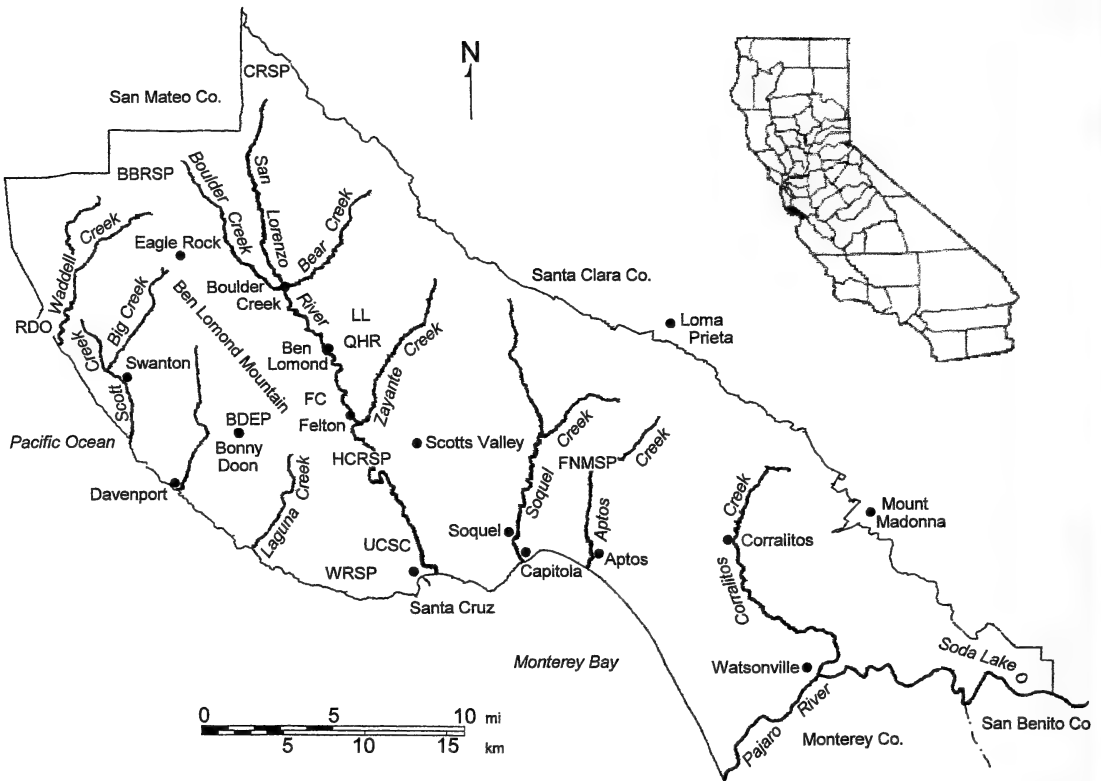 N
CRSP
San Mateo Co.
BBRSP
Boulder
Creek
San
Lorenzo
River
Bear Creek
Waddell
Creek
Eagle Rock
Boulder
Creek
Santa Clara Co.
Big Creek
Ben Lomond Mountain
RDO
LL
QHR
Loma
Prieta
Ben
Lomond
Zayante Creek
Scott
Creek
Swanton
FC
Felton
BDEP
Bonny
Doon
Pacific Ocean
Scotts Valley
HCRSP
Soquel
Creek
FNMSP
Aptos
Creek
Davenport
Laguna
Creek
Corralitos
Creek
Mount
Madonna
UCSC
Soquel
Corralitos
WRSP
Capitola
Aptos
Santa Cruz
Monterey Bay
Watsonville
Soda Lake
Pajaro
River
San Benito Co
Monterey Co.
0 5 10 mi
5 10 15 km